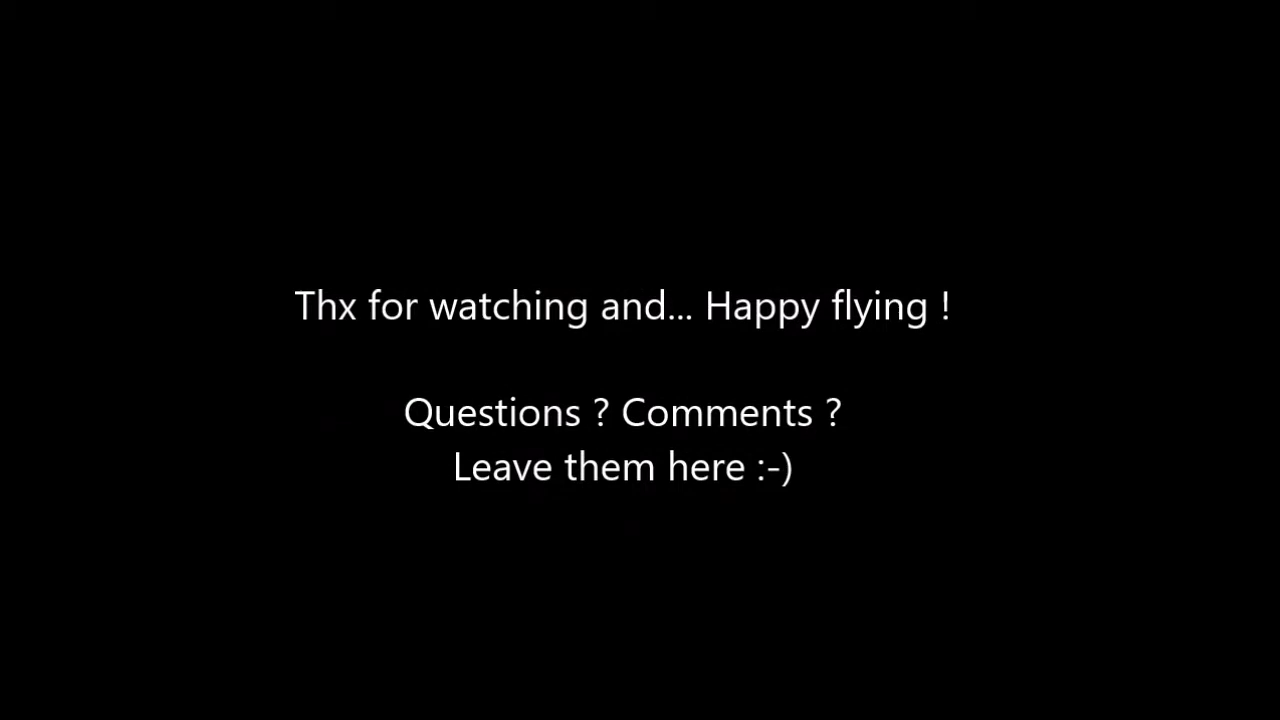 Thx for watching and... Happy flying !
Questions ? Comments ?
Leave them here :-)